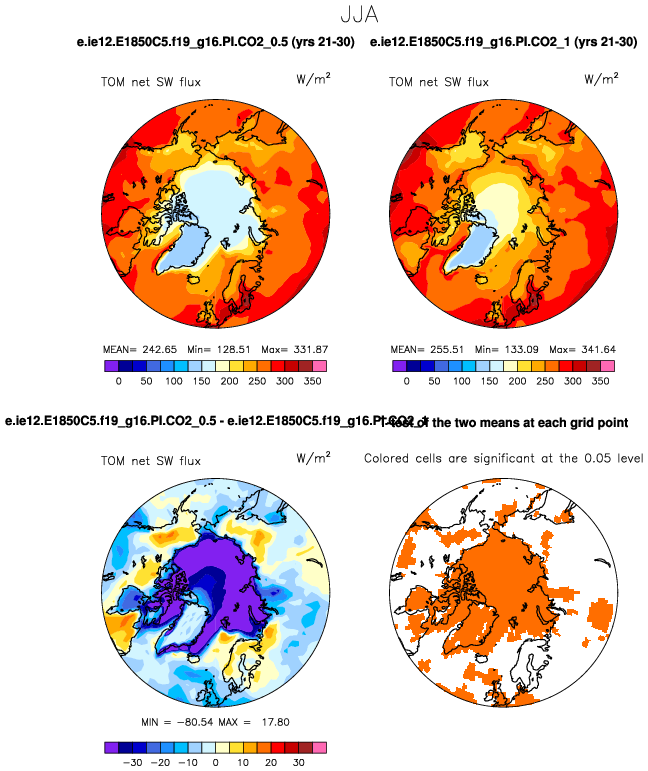 JJA
e.ie12.E1850C5.f19_g16.PI.CO2_0.5 (yrs 21-30)
e.ie12.E1850C5.f19_g16.PI.CO2_1 (yrs 21-30)
TOM net SW flux W/m²
TOM net SW flux W/m²
MEAN= 242.65 Min= 128.51 Max= 331.87
MEAN= 255.51 Min= 133.09 Max= 341.64
0 50 100 150 200 250 300 350
0 50 100 150 200 250 300 350
e.ie12.E1850C5.f19_g16.PI.CO2_0.5 - e.ie12.E1850C5.f19_g16.PI.CO2_1
T-test of the two means at each grid point
TOM net SW flux W/m²
Colored cells are significant at the 0.05 level
MIN = −80.54 MAX = 17.80
−30 −20 −10 0 10 20 30